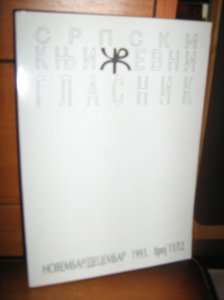 СРПСКИ
КЊИЖЕВНИ
ГЛАСНИК
НОВЕМБАР/ДЕЦЕМБАР 1993. Број 11/12